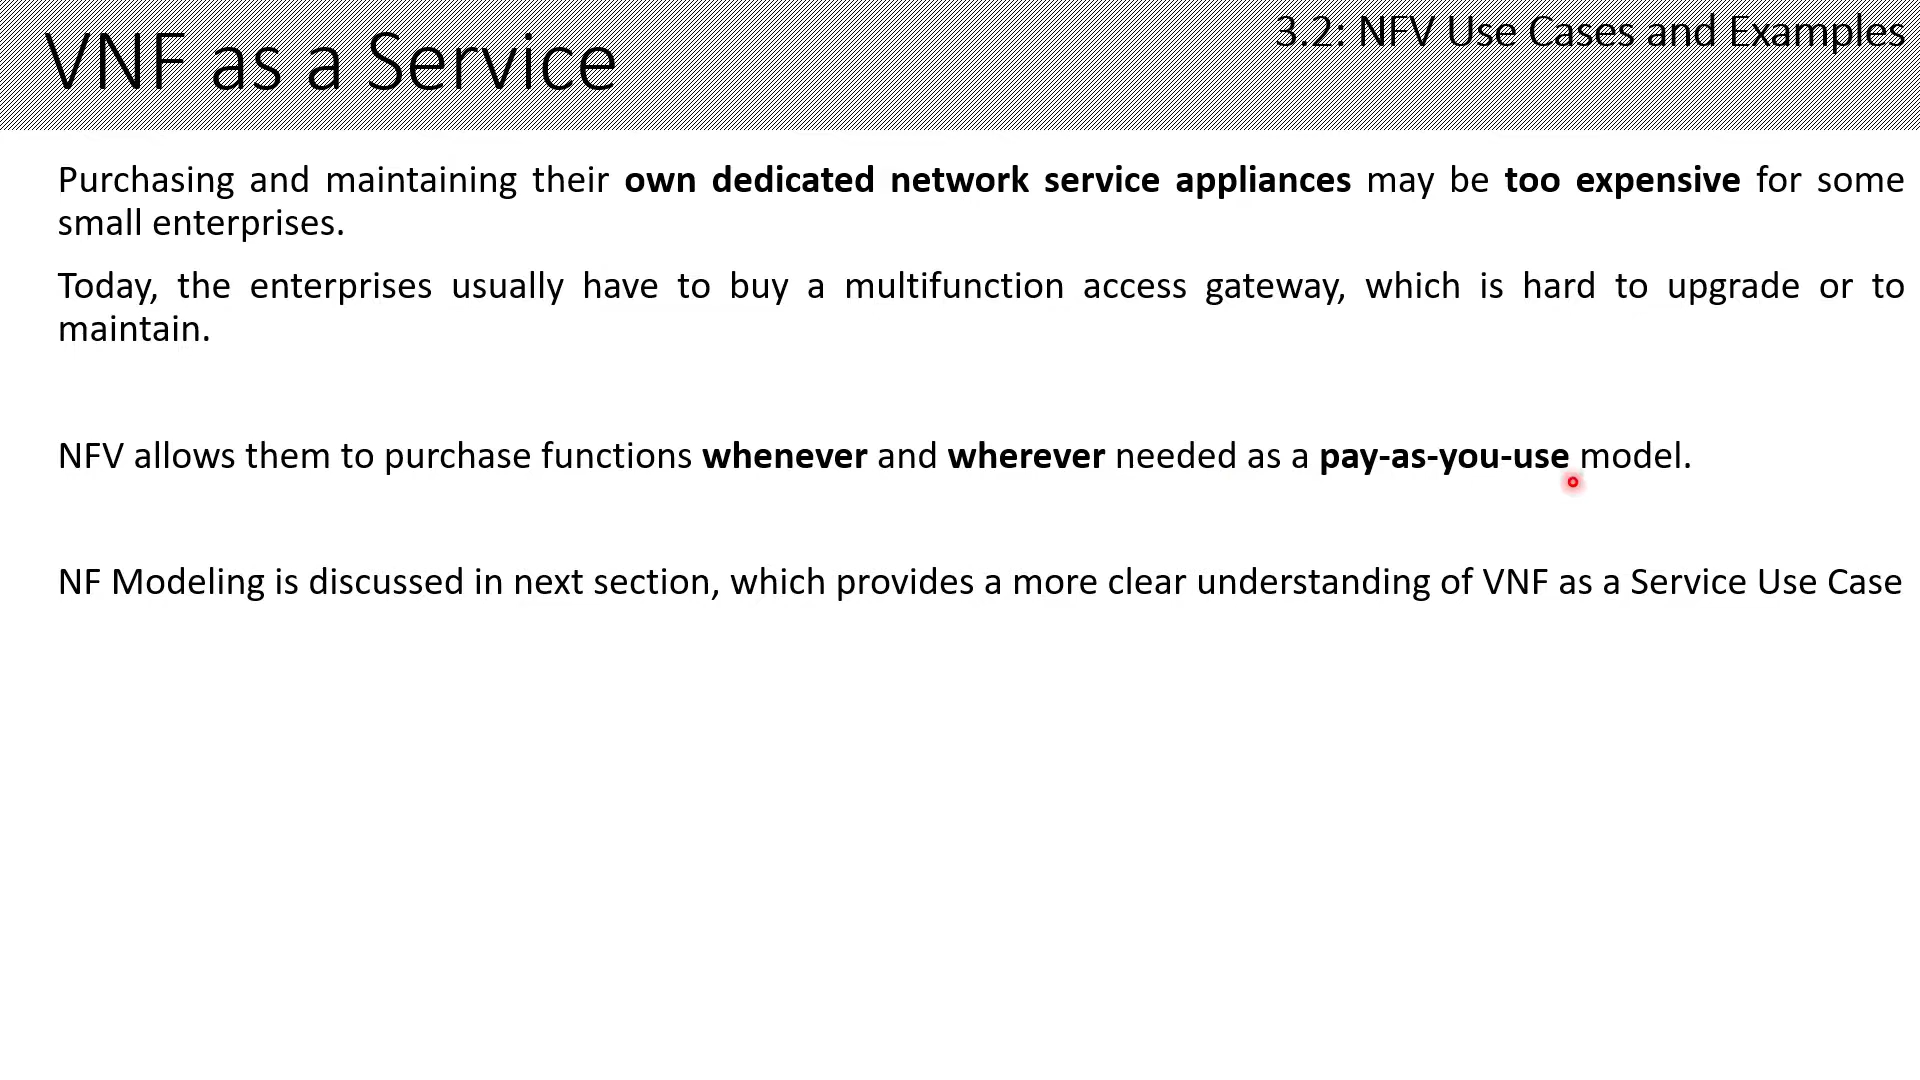 VNF as a Service
3.2: NFV Use Cases and Examples
Purchasing and maintaining their own dedicated network service appliances may be too expensive for some
small enterprises.
Today, the enterprises usually have to buy a multifunction access gateway, which is hard to upgrade or to
maintain.
NFV allows them to purchase functions whenever and wherever needed as a pay-as-you-use model.
NF Modeling is discussed in next section, which provides a more clear understanding of VNF as a Service Use Case